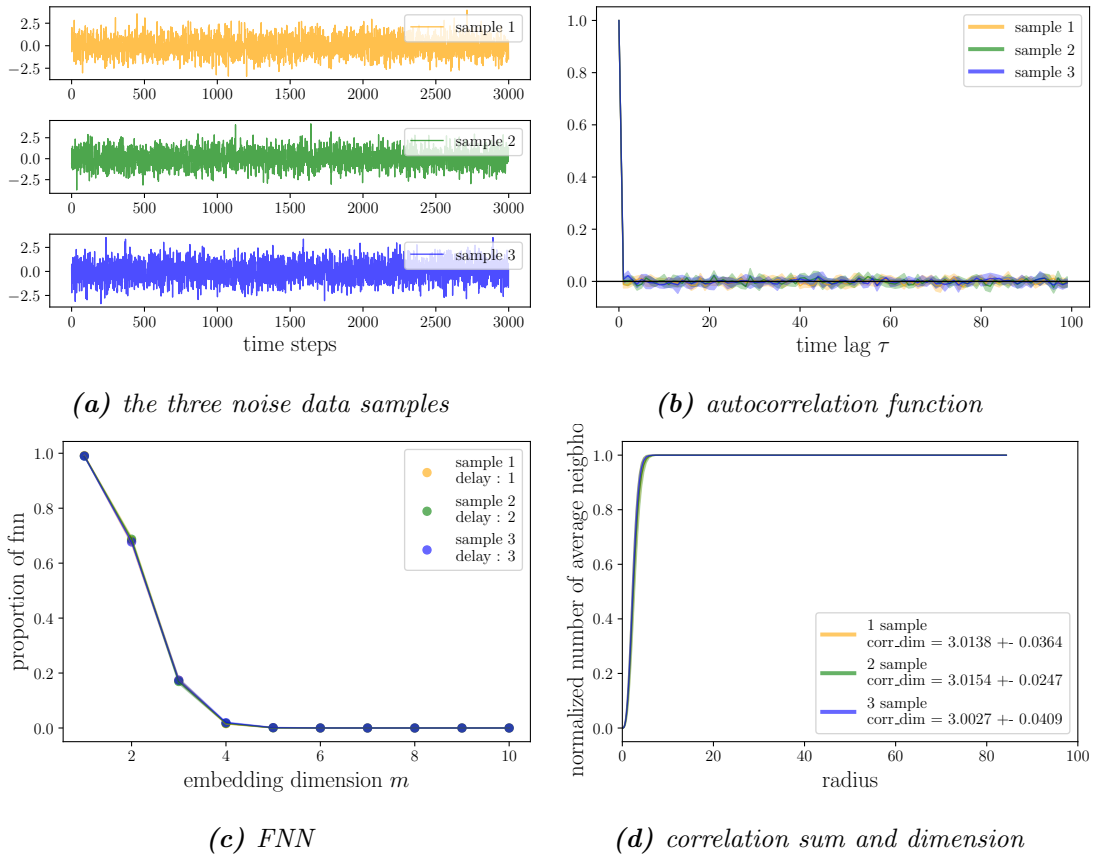 2.5
0.0
−2.5
sample 1
0
500
1000
1500
2000
2500
3000
2.5
0.0
−2.5
sample 2
0
500
1000
1500
2000
2500
3000
2.5
0.0
−2.5
sample 3
0
500
1000
1500
2000
2500
3000
time steps
(a) the three noise data samples
1.0
0.8
0.6
0.4
0.2
0.0
sample 1
sample 2
sample 3
0
20
40
60
80
100
time lag τ
(b) autocorrelation function
proportion of fnn
1.0
0.8
0.6
0.4
0.2
0.0
sample 1
delay : 1
sample 2
delay : 2
sample 3
delay : 3
2
4
6
8
10
embedding dimension m
(c) FNN
normalized number of average neigbho
1.0
0.8
0.6
0.4
0.2
0.0
1 sample
corr_dim = 3.0138 +- 0.0364
2 sample
corr_dim = 3.0154 +- 0.0247
3 sample
corr_dim = 3.0027 +- 0.0409
0
20
40
60
80
100
radius
(d) correlation sum and dimension